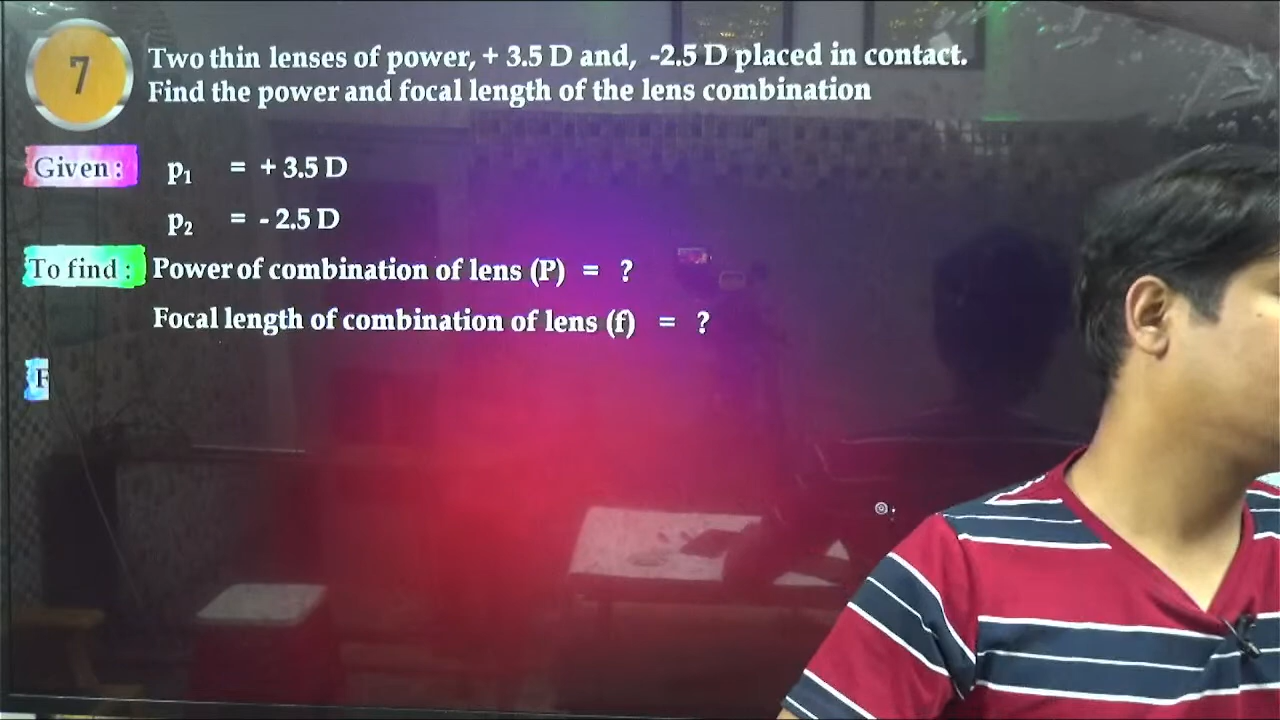 7
Two thin lenses of power, + 3.5 D and, -2.5 D placed in contact.
Find the power and focal length of the lens combination
Given :
p₁ = + 3.5 D
p₂ = - 2.5 D
To find : Power of combination of lens (P) = ?
Focal length of combination of lens (f) = ?
F